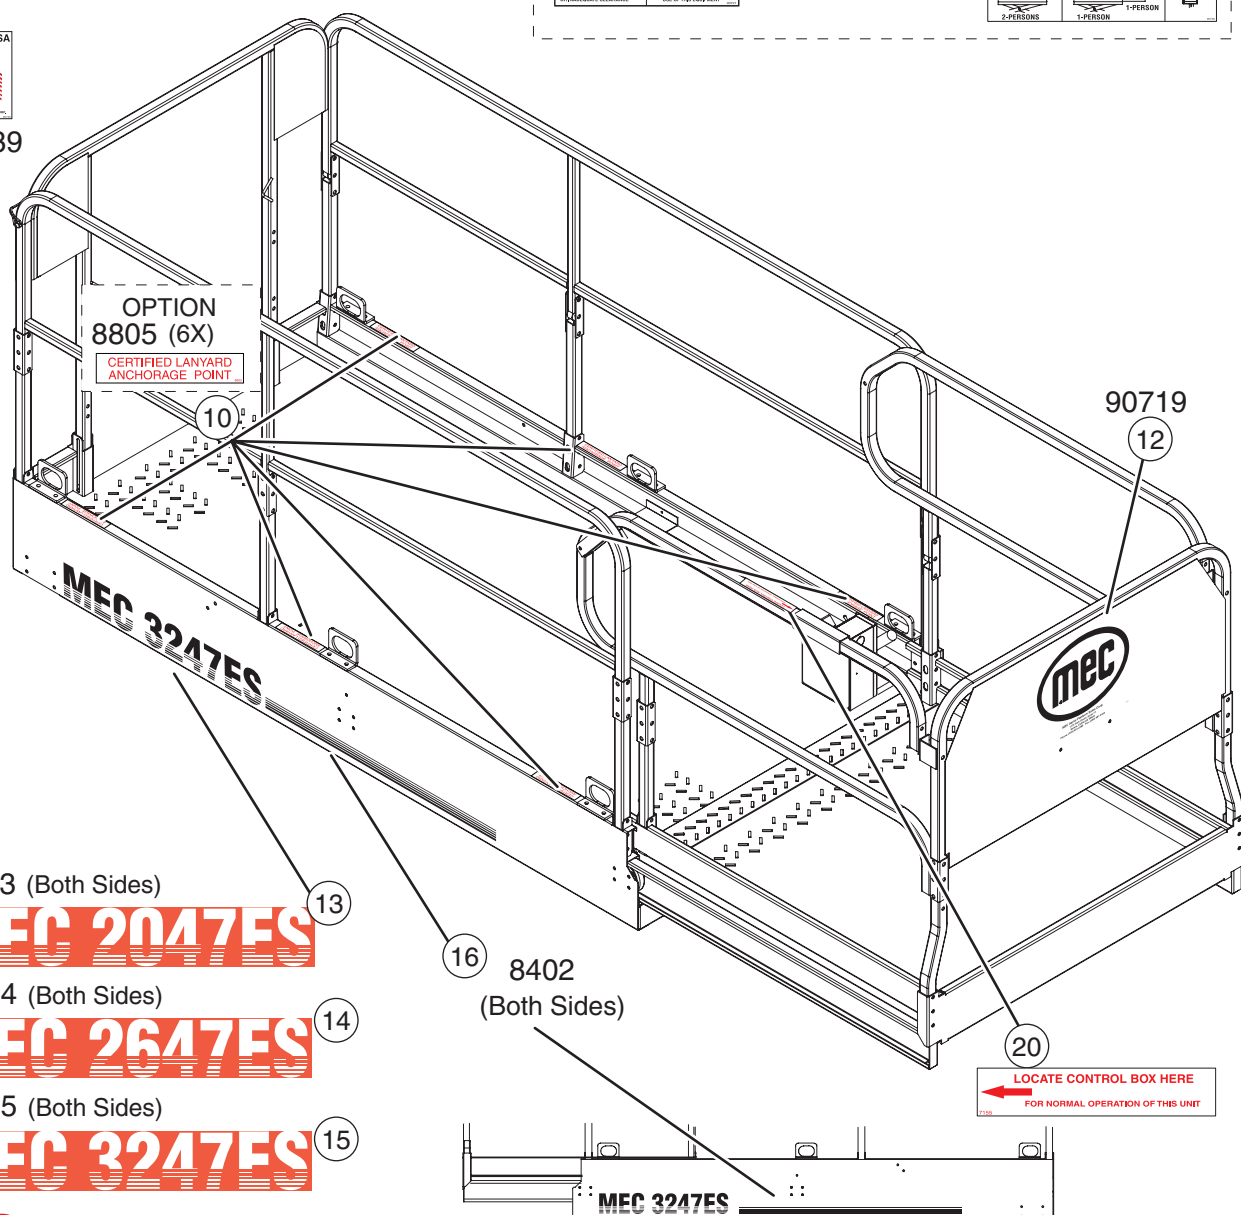 2-PERSONS
1-PERSON
1-PERSON
SA
39
OPTION
8805 (6X)
CERTIFIED LANYARD
ANCHORAGE POINT
10
90719
12
mec
MEC 3247ES
3 (Both Sides)
13
EC 2047ES
16
8402
(Both Sides)
4 (Both Sides)
14
EC 2647ES
20
LOCATE CONTROL BOX HERE
FOR NORMAL OPERATION OF THIS UNIT
7155
5 (Both Sides)
15
EC 3247ES
MEC 3247ES